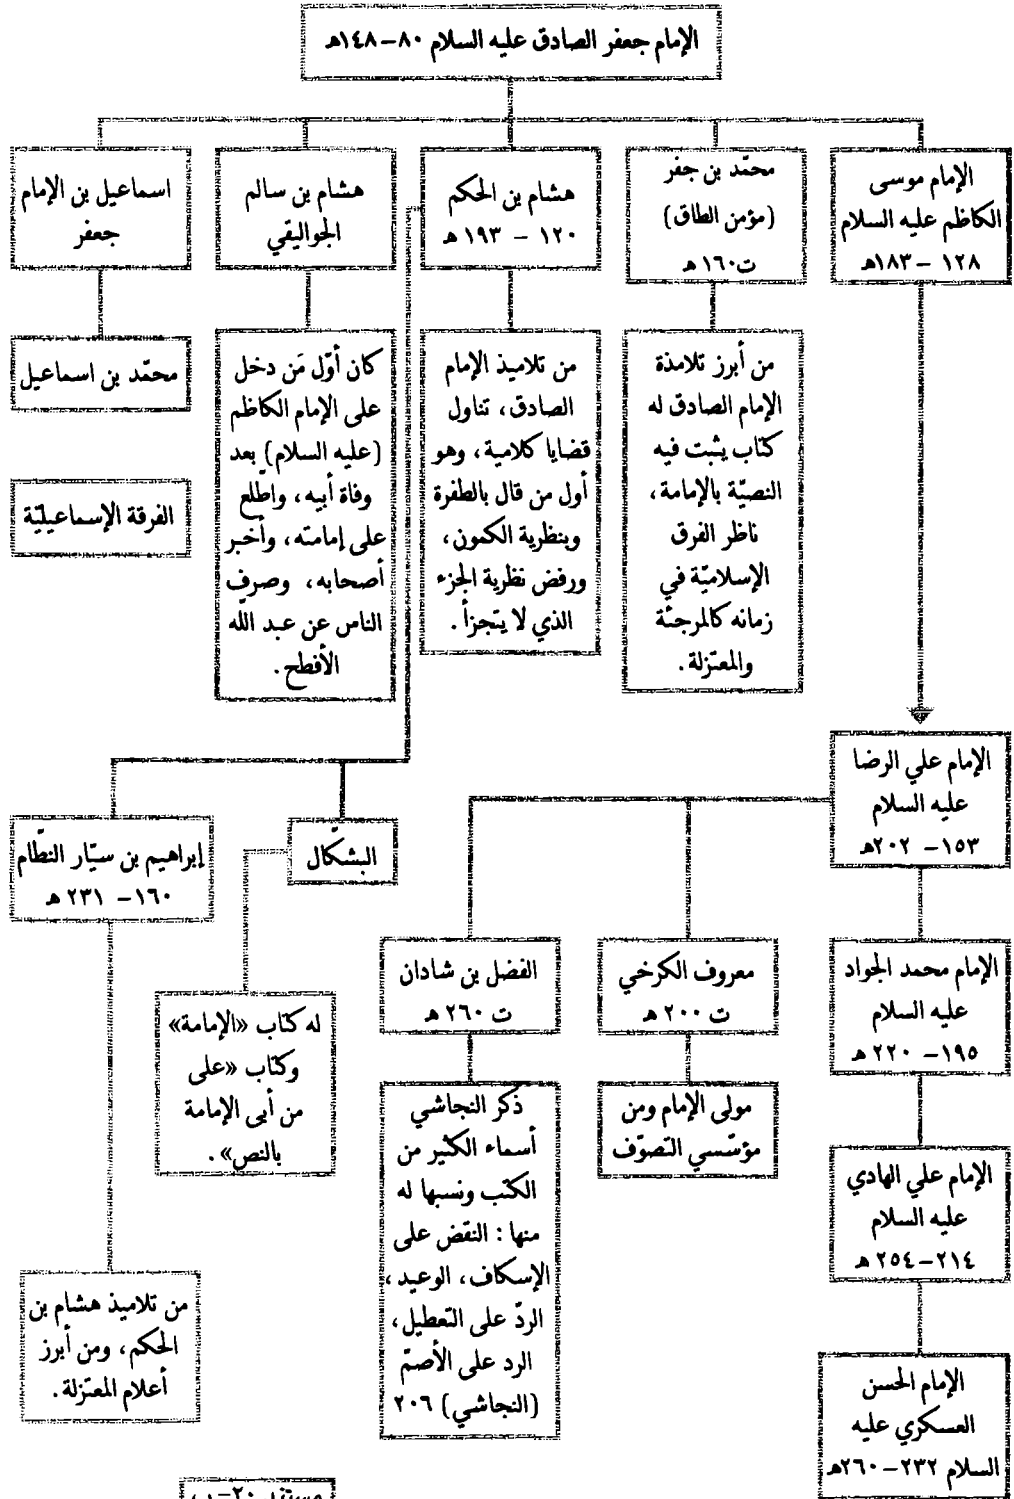 الإمام جعفر الصادق عليه السلام ٨٠–١٤٨هـ
الإمام موسى
الكاظم عليه السلام
١٢٨ – ١٨٣هـ
محمّد بن جفر
(مؤمن الطاق)
ت١٦٠هـ
هشام بن الحكم
١٢٠ – ١٩٣هـ
هشام بن سالم
الجواليقي
اسماعيل بن الإمام
جعفر
من أبرز تلامذة
الإمام الصادق له
كتاب يثبت فيه
النصيّة بالإمامة،
ناظر الفرق
الإسلاميّة في
زمانه كالمرجئة
والمعتزلة.
من تلاميذ الإمام
الصادق، تناول
قضايا كلامية، وهو
أول من قال بالطفرة
وبنظرية الكمون،
ورفض نظرية الجزء
الذي لا يتجزأ.
كان أوّل مَن دخل
على الإمام الكاظم
(عليه السلام) بعد
وفاة أبيه، واطّلع
على إمامته، وأخبر
أصحابه، وصرف
الناس عن عبد الله
الأفطح.
محمّد بن اسماعيل
الفرقة الإسماعيليّة
الإمام علي الرضا
عليه السلام
١٥٣– ٢٠٢هـ
البشكّال
إبراهيم بن سيّار النظّام
١٦٠– ٢٣١هـ
الإمام محمد الجواد
عليه السلام
١٩٥– ٢٢٠هـ
معروف الكرخي
ت ٢٠٠هـ
الفضل بن شادان
ت ٢٦٠هـ
له كتاب «الإمامة»
وكتاب «على
من أبى الإمامة
بالنص».
مولى الإمام ومن
مؤسّسي التصوّف
ذكر النجاشي
أسماء الكثير من
الكتب ونسبها له
منها: النقض على
الإسكاف، الوعيد،
الردّ على التعطيل،
الرد على الأصمّ
(النجاشي) ٢٠٦
الإمام علي الهادي
عليه السلام
٢١٤–٢٥٤هـ
من تلاميذ هشام بن
الحكم، ومن أبرز
أعلام المعتزلة.
الإمام الحسن
العسكري عليه
السلام ٢٣٢–٢٦٠هـ